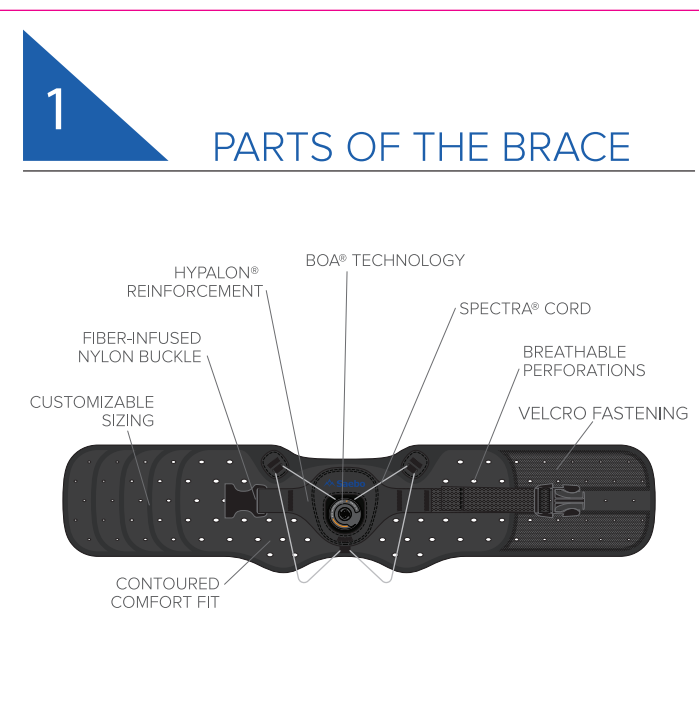 1
PARTS OF THE BRACE
BOA® TECHNOLOGY
HYPALON®
REINFORCEMENT
SPECTRA® CORD
FIBER-INFUSED
NYLON BUCKLE
BREATHABLE
PERFORATIONS
CUSTOMIZABLE
SIZING
VELCRO FASTENING
CONTOURED
COMFORT FIT